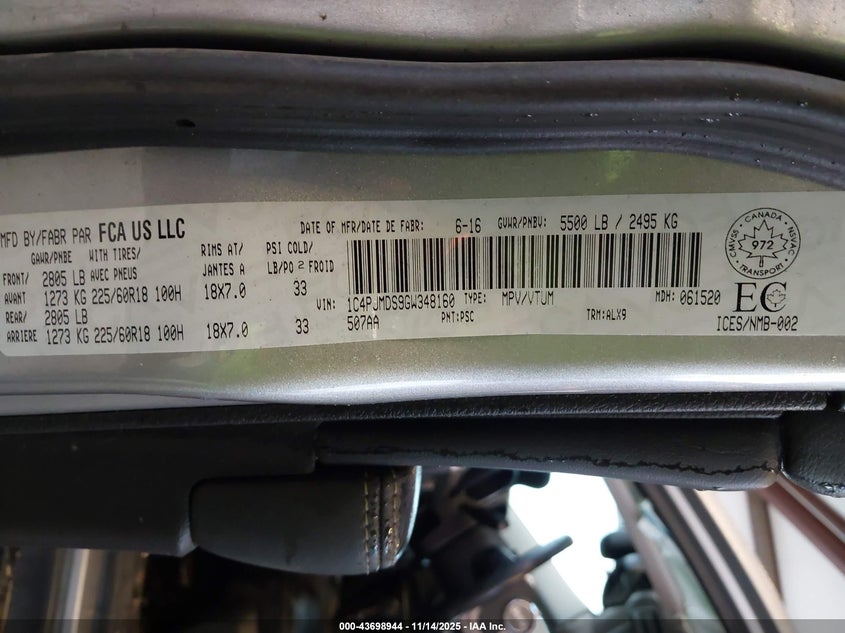 MFD BY/FABR PAR FCA US LLC
DATE OF MFR/DATE DE FABR: 6-16 GVWR/PNBV: 5500 LB / 2495 KG
GAWR/PNBE WITH TIRES/ RIMS AT/ PSI COLD/
FRONT/ 2805 LB AVEC PNEUS JANTES A LB/PO 2 FROID
AVANT 1273 KG 225/60R18 100H 18X7.0 33
REAR/ 2805 LB
ARRIERE 1273 KG 225/60R18 100H 18X7.0 33
VIN: 1C4PJMDS9GW348160 TYPE: MPV/VTUM MDH: 061520
507AA PNT:PSC TRM:ALX9
CANADA
CMVSS 972 NSVAC
TRANSPORT
EC
ICES/NMB-002
000-43698944 - 11/14/2025 - IAA Inc.